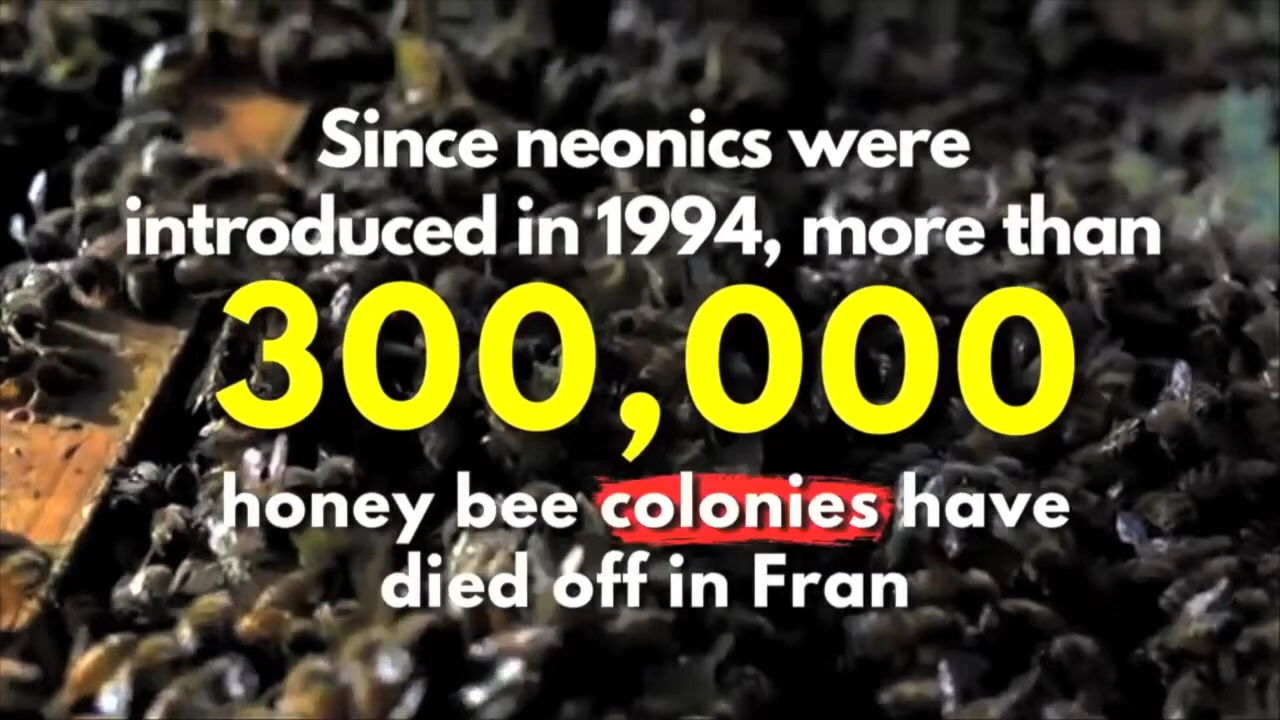 Since neonics were
introduced in 1994, more than
300,000
honey bee colonies have
died off in Fran